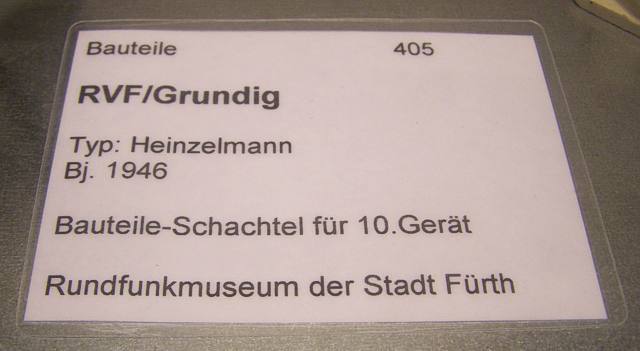 Bauteile 405
RVF/Grundig
Typ: Heinzelmann
Bj. 1946
Bauteile-Schachtel für 10.Gerät
Rundfunkmuseum der Stadt Fürth